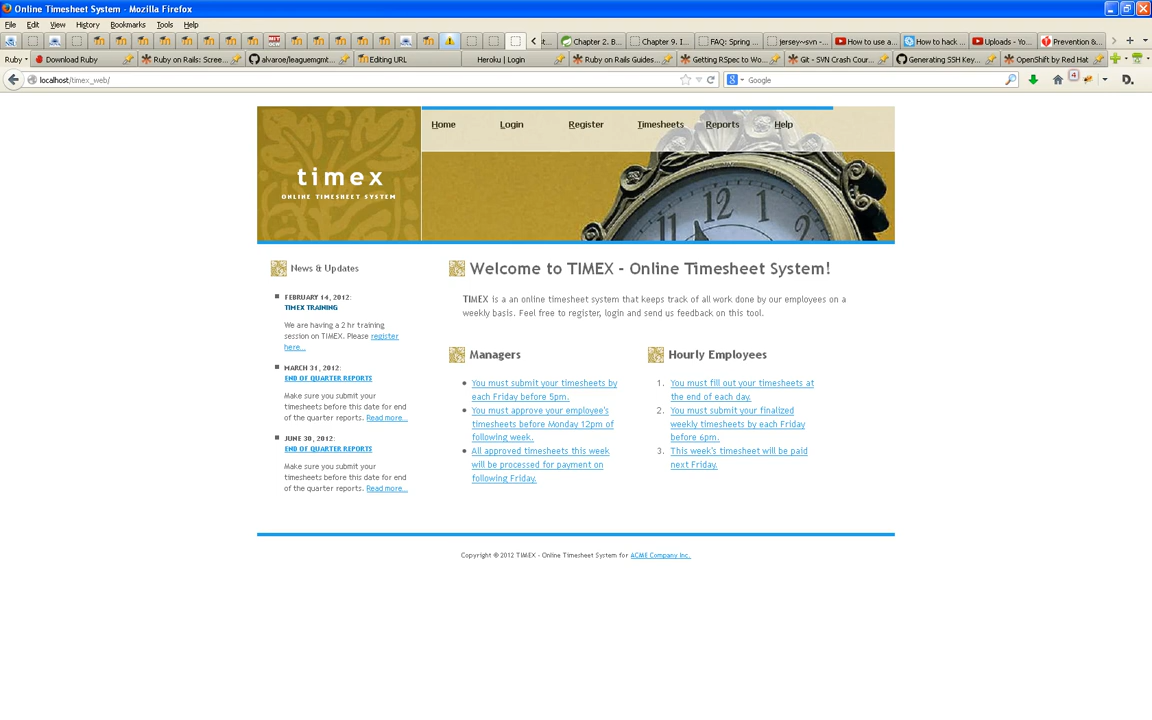 Online Timesheet System - Mozilla Firefox
File Edit View History Bookmarks Tools Help
it... Chapter 2. B... Chapter 9. I... FAQ: Spring ... jersey~svn -... How to use a... How to hack ... Uploads - Yo... Prevention &...
Ruby Download Ruby Ruby on Rails: Scree... alvaroe/leaguemgmt... Editing URL Heroku | Login Ruby on Rails Guides... Getting RSpec to Wo... Git - SVN Crash Cour... Generating SSH Key... OpenShift by Red Hat
localhost/timex_web/ Google 4 D.
Home Login Register Timesheets Reports Help
timex
ONLINE TIMESHEET SYSTEM
12 1 2
News & Updates
FEBRUARY 14, 2012:
TIMEX TRAINING
We are having a 2 hr training
session on TIMEX. Please register
here...
MARCH 31, 2012:
END OF QUARTER REPORTS
Make sure you submit your
timesheets before this date for end
of the quarter reports. Read more...
JUNE 30, 2012:
END OF QUARTER REPORTS
Make sure you submit your
timesheets before this date for end
of the quarter reports. Read more...
Welcome to TIMEX - Online Timesheet System!
TIMEX is a an online timesheet system that keeps track of all work done by our employees on a
weekly basis. Feel free to register, login and send us feedback on this tool.
Managers
You must submit your timesheets by
each Friday before 5pm.
You must approve your employee's
timesheets before Monday 12pm of
following week.
All approved timesheets this week
will be processed for payment on
following Friday.
Hourly Employees
1. You must fill out your timesheets at
the end of each day.
2. You must submit your finalized
weekly timesheets by each Friday
before 6pm.
3. This week's timesheet will be paid
next Friday.
Copyright © 2012 TIMEX - Online Timesheet System for ACME Company Inc.